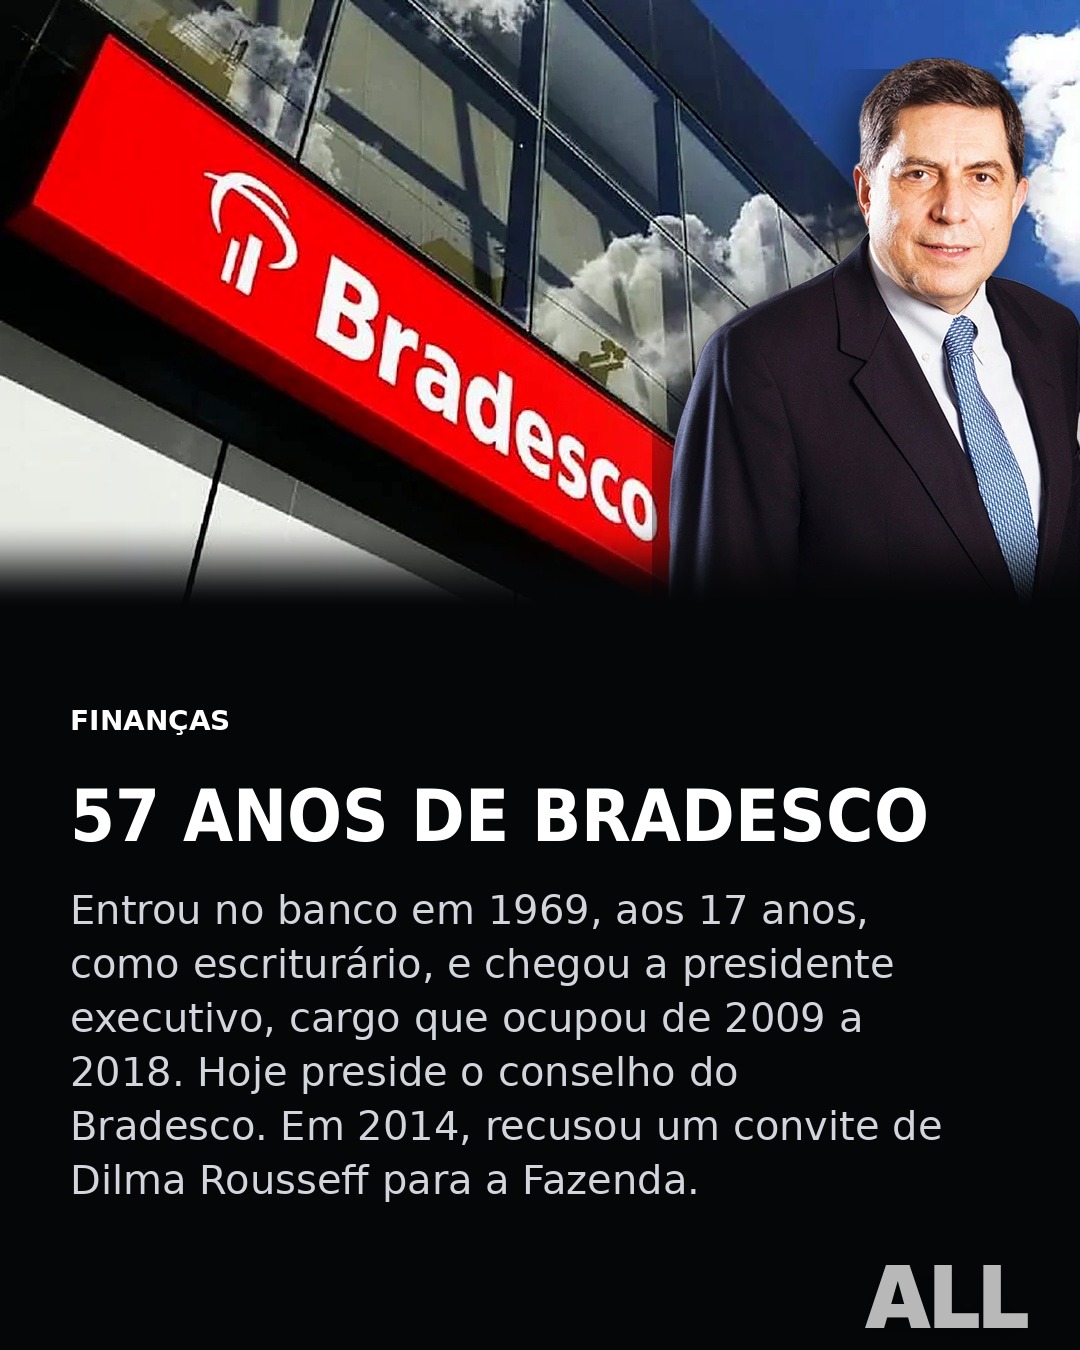 Bradesco
FINANÇAS
57 ANOS DE BRADESCO
Entrou no banco em 1969, aos 17 anos,
como escriturário, e chegou a presidente
executivo, cargo que ocupou de 2009 a
2018. Hoje preside o conselho do
Bradesco. Em 2014, recusou um convite de
Dilma Rousseff para a Fazenda.
ALL